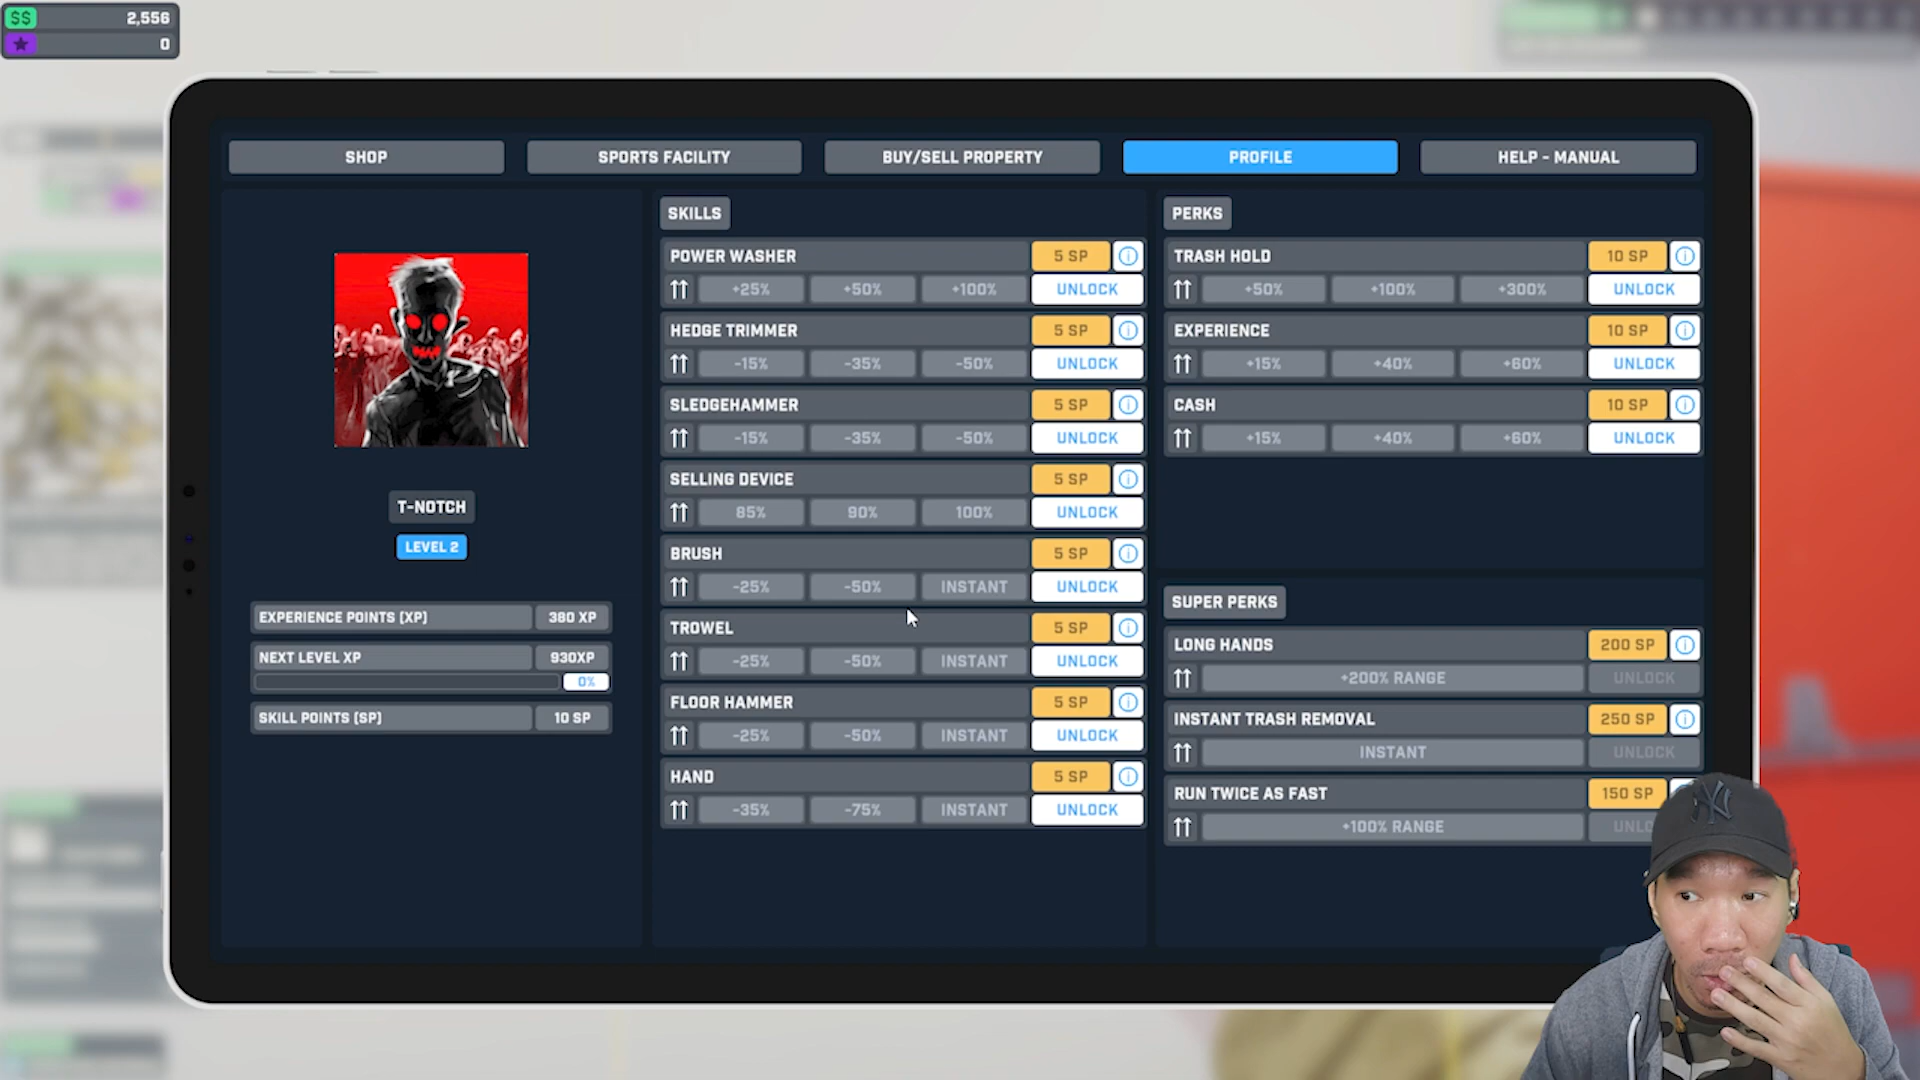 $$ 2,556
0
SHOP
SPORTS FACILITY
BUY/SELL PROPERTY
PROFILE
HELP - MANUAL
T-NOTCH
LEVEL 2
EXPERIENCE POINTS (XP) 380 XP
NEXT LEVEL XP 930XP
0%
SKILL POINTS (SP) 10 SP
SKILLS
POWER WASHER 5 SP
+25% +50% +100% UNLOCK
HEDGE TRIMMER 5 SP
-15% -35% -50% UNLOCK
SLEDGEHAMMER 5 SP
-15% -35% -50% UNLOCK
SELLING DEVICE 5 SP
85% 90% 100% UNLOCK
BRUSH 5 SP
-25% -50% INSTANT UNLOCK
TROWEL 5 SP
-25% -50% INSTANT UNLOCK
FLOOR HAMMER 5 SP
-25% -50% INSTANT UNLOCK
HAND 5 SP
-35% -75% INSTANT UNLOCK
PERKS
TRASH HOLD 10 SP
+50% +100% +300% UNLOCK
EXPERIENCE 10 SP
+15% +40% +60% UNLOCK
CASH 10 SP
+15% +40% +60% UNLOCK
SUPER PERKS
LONG HANDS 200 SP
+200% RANGE UNLOCK
INSTANT TRASH REMOVAL 250 SP
INSTANT UNLOCK
RUN TWICE AS FAST 150 SP
+100% RANGE UNLO
NY